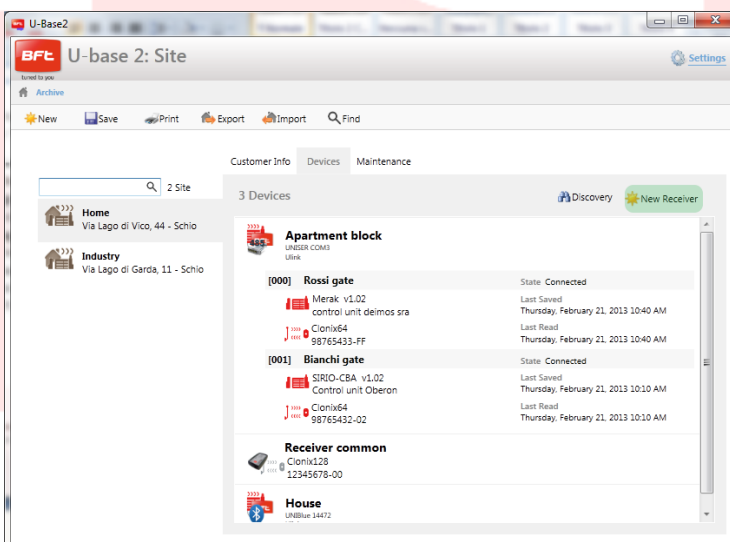 U-Base2
BFT
U-base 2: Site
Settings
tuned to you
Archive
New Save Print Export Import Find
Customer Info Devices Maintenance
2 Site
3 Devices
Discovery
New Receiver
Home
Via Lago di Vico, 44 - Schio
Industry
Via Lago di Garda, 11 - Schio
485
Apartment block
UNISER COM3
Ulink
[000] Rossi gate State Connected
Merak v1.02 Last Saved
control unit deimos sra Thursday, February 21, 2013 10:40 AM
Clonix64 Last Read
98765433-FF Thursday, February 21, 2013 10:40 AM
[001] Bianchi gate State Connected
SIRIO-CBA v1.02 Last Saved
Control unit Oberon Thursday, February 21, 2013 10:10 AM
Clonix64 Last Read
98765432-02 Thursday, February 21, 2013 10:10 AM
Receiver common
Clonix128
12345678-00
House
UNIBlue 14472